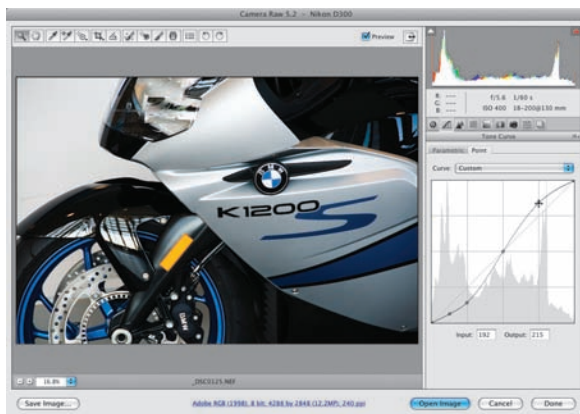 Camera Raw 5.2 - Nikon D300
Preview
R: ---
G: ---
B: ---
f/5.6 1/60 s
ISO 400 18-200@130 mm
Tone Curve
Parametric Point
Curve: Custom
BMW
K1200 S
Input: 192 Output: 215
16.8%
_DSC0125.NEF
Save Image...
Adobe RGB (1998); 8 bit; 4288 by 2848 (12.2MP); 240 ppi
Open Image
Cancel
Done